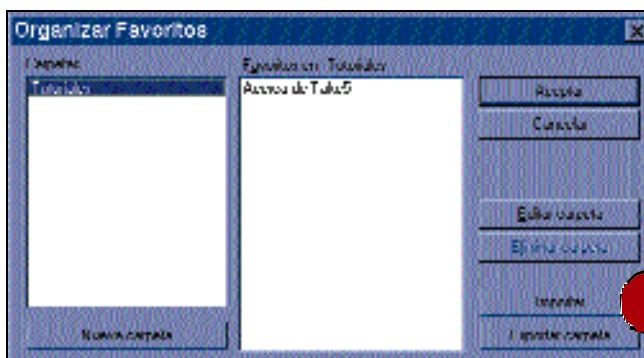 Organizar Favoritos
Carpetas
Favoritos en: Tutoriales
Tutoriales
Acerca de Take5
Aceptar
Cancelar
Editar carpeta
Eliminar carpeta
Importar
Nueva carpeta
Exportar carpeta